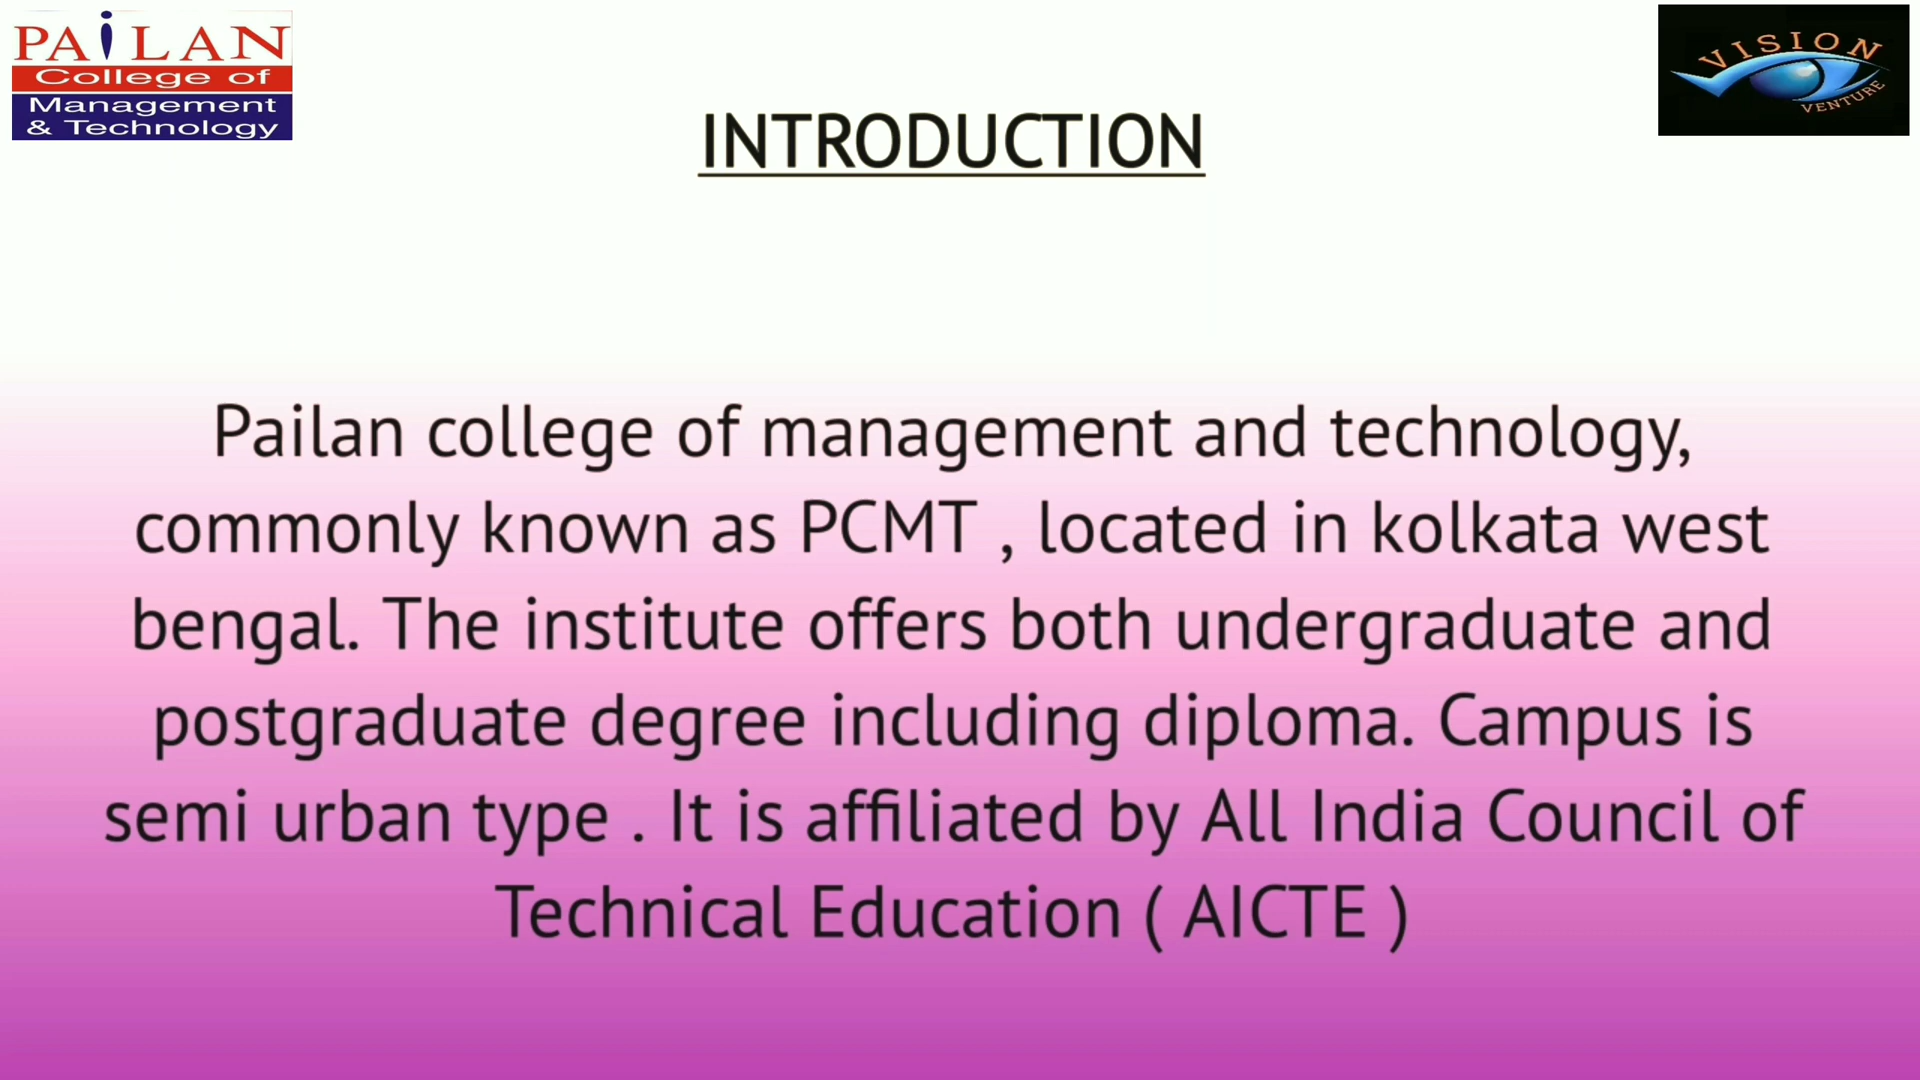 PAiLAN
College of
Management
& Technology
VISION
VENTURE
INTRODUCTION
Pailan college of management and technology,
commonly known as PCMT , located in kolkata west
bengal. The institute offers both undergraduate and
postgraduate degree including diploma. Campus is
semi urban type . It is affiliated by All India Council of
Technical Education ( AICTE )